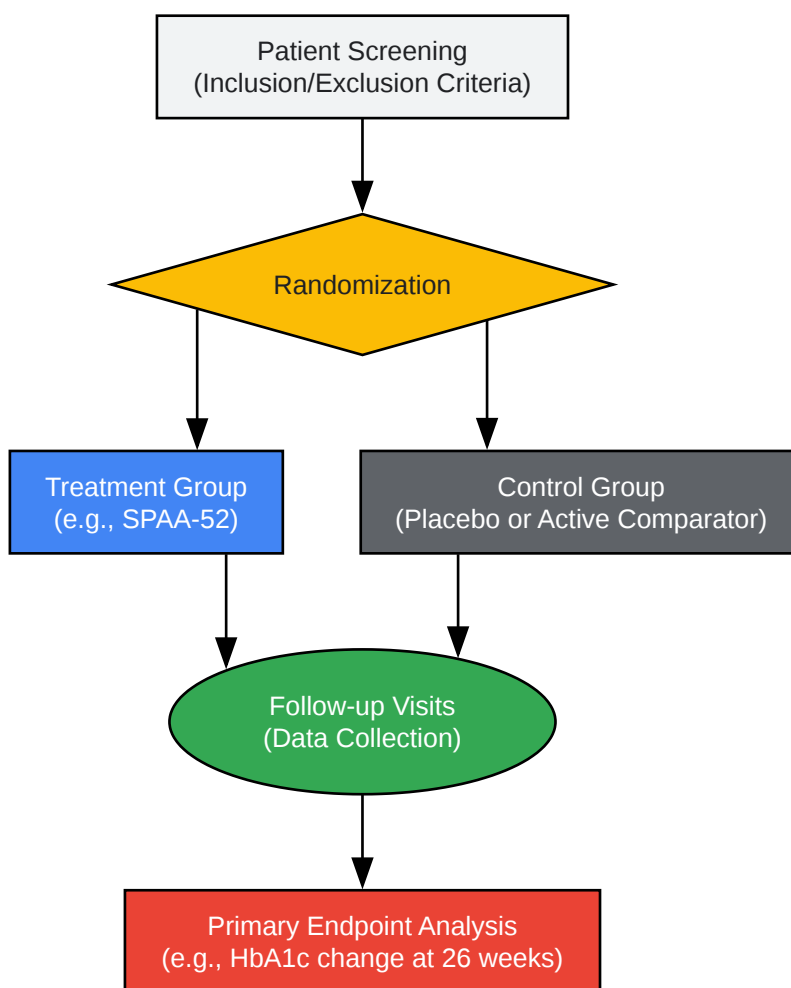 Patient Screening
(Inclusion/Exclusion Criteria)
Randomization
Treatment Group
(e.g., SPAA-52)
Control Group
(Placebo or Active Comparator)
Follow-up Visits
(Data Collection)
Primary Endpoint Analysis
(e.g., HbA1c change at 26 weeks)